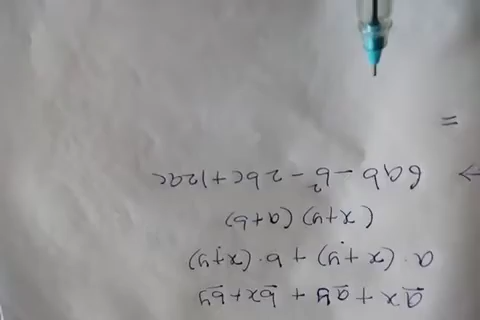 ax + ay + bx + by
a. (x + y) + b. (x + y)
(x + y) (a + b)
→ 6ab - b² - 2bc + 12ac
=